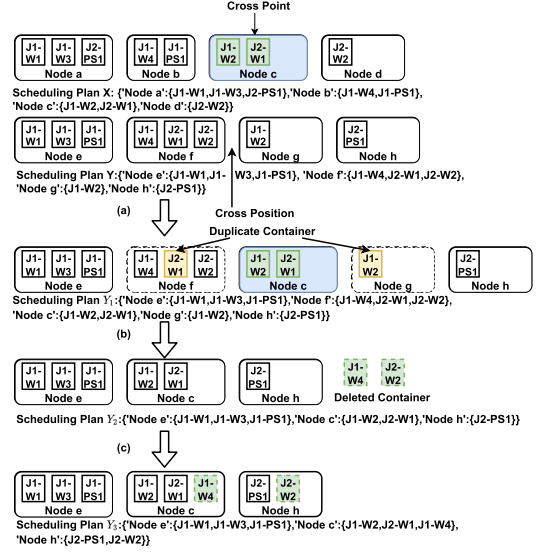 Cross Point
J1- J1- J2- J1- J1- J1- J2- J2-
W1 W3 PS1 W4 PS1 W2 W1 W2
Node a Node b Node c Node d
Scheduling Plan X: {'Node a':{J1-W1,J1-W3,J2-PS1},'Node b':{J1-W4,J1-PS1},
'Node c':{J1-W2,J2-W1},'Node d':{J2-W2}}
J1- J1- J1- J1- J2- J2- J1- J2-
W1 W3 PS1 W4 W1 W2 W2 PS1
Node e Node f Node g Node h
Scheduling Plan Y:{'Node e':{J1-W1,J1- W3,J1-PS1}, 'Node f':{J1-W4,J2-W1,J2-W2},
'Node g':{J1-W2},'Node h':{J2-PS1}}
(a)
Cross Position
Duplicate Container
J1- J1- J1- J1- J2- J2- J1- J2- J1- J2-
W1 W3 PS1 W4 W1 W2 W2 W1 W2 PS1
Node e Node f Node c Node g Node h
Scheduling Plan Y₁:{'Node e':{J1-W1,J1-W3,J1-PS1},'Node f':{J1-W4,J2-W1,J2-W2},
'Node c':{J1-W2,J2-W1},'Node g':{J1-W2},'Node h':{J2-PS1}}
(b)
J1- J1- J1- J1- J2- J2- J1- J2-
W1 W3 PS1 W2 W1 PS1 W4 W2
Node e Node c Node h Deleted Container
Scheduling Plan Y₂:{'Node e':{J1-W1,J1-W3,J1-PS1},'Node c':{J1-W2,J2-W1},'Node h':{J2-PS1}}
(c)
J1- J1- J1- J1- J2- J1- J2- J2-
W1 W3 PS1 W2 W1 W4 PS1 W2
Node e Node c Node h
Scheduling Plan Y₃:{'Node e':{J1-W1,J1-W3,J1-PS1},'Node c':{J1-W2,J2-W1,J1-W4},
'Node h':{J2-PS1,J2-W2}}